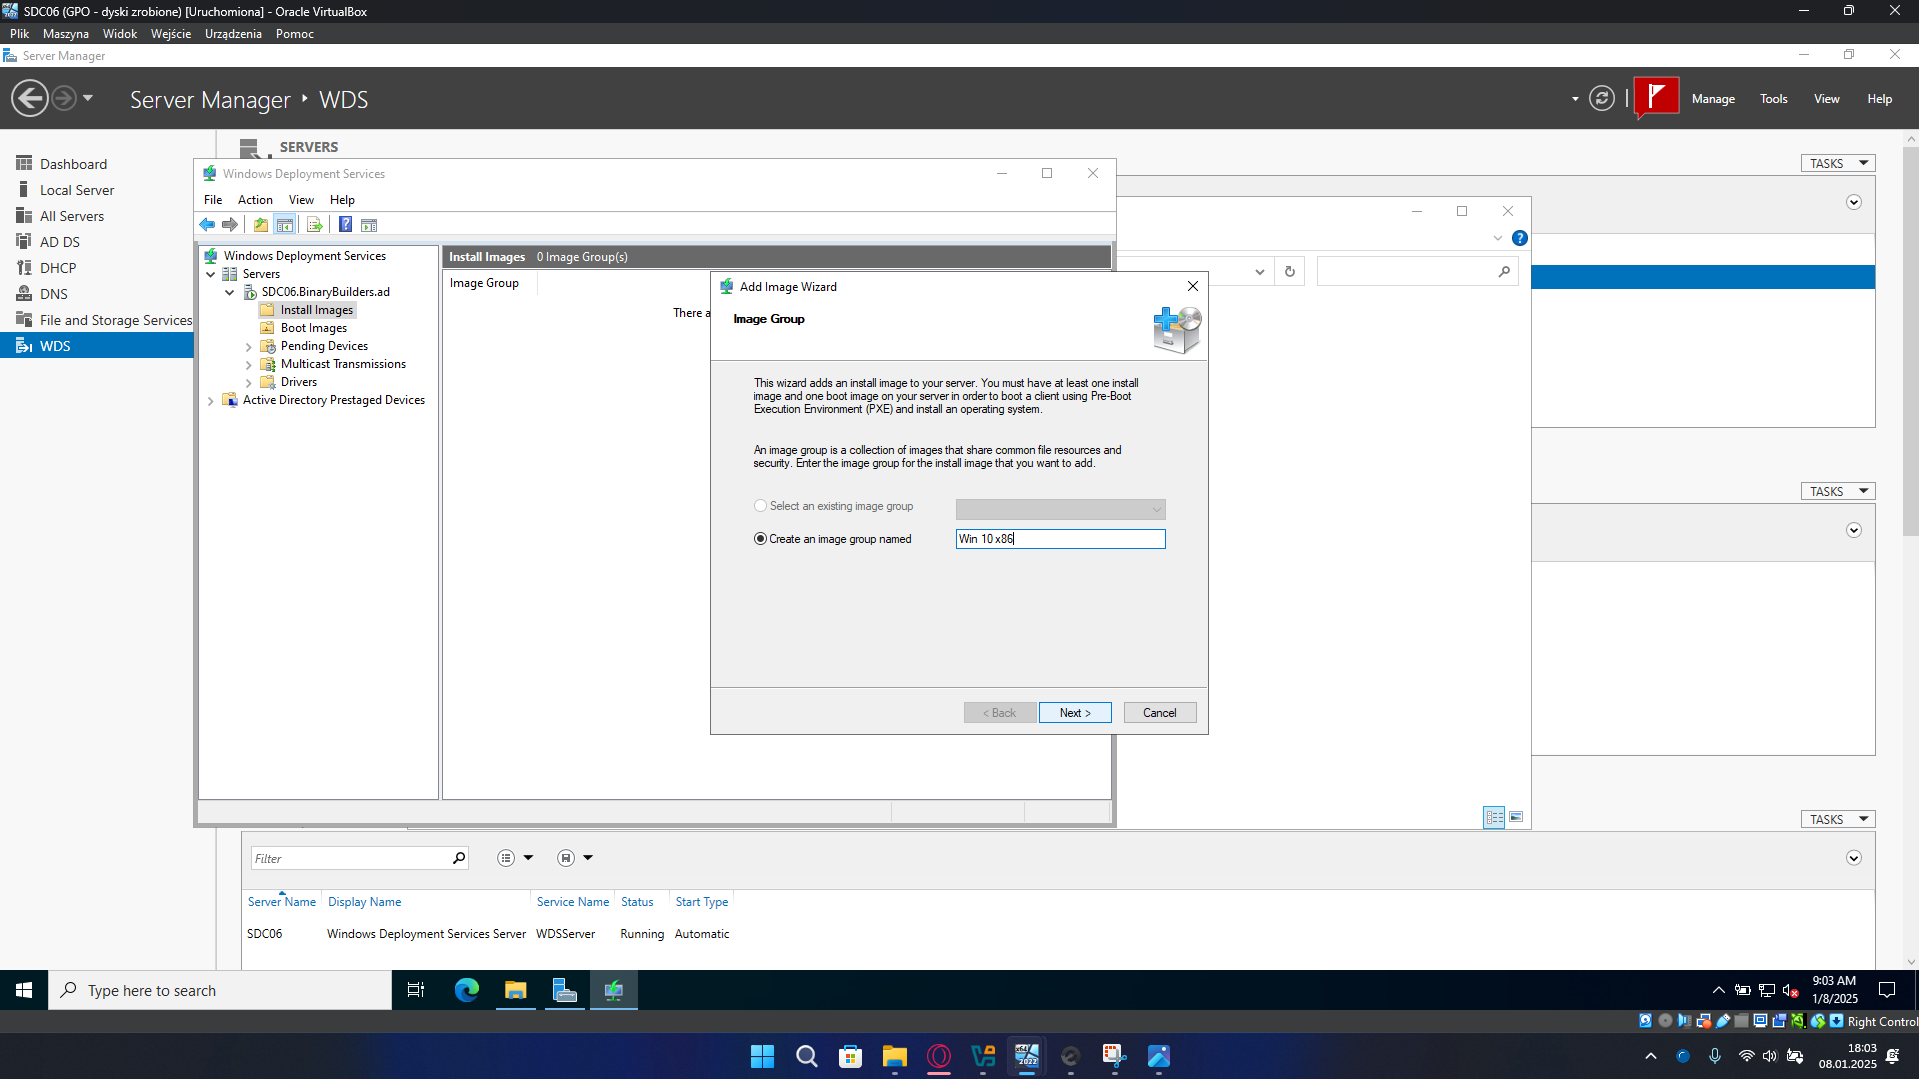 SDC06 (GPO - dyski zrobione) [Uruchomiona] - Oracle VirtualBox
Plik Maszyna Widok Wejście Urządzenia Pomoc
Server Manager
Server Manager WDS
Manage Tools View Help
Dashboard
Local Server
All Servers
AD DS
DHCP
DNS
File and Storage Services
WDS
SERVERS
TASKS
Windows Deployment Services
File Action View Help
Windows Deployment Services
Servers
SDC06.BinaryBuilders.ad
Install Images
Boot Images
Pending Devices
Multicast Transmissions
Drivers
Active Directory Prestaged Devices
Install Images 0 Image Group(s)
Image Group
There a
Add Image Wizard
Image Group
This wizard adds an install image to your server. You must have at least one install
image and one boot image on your server in order to boot a client using Pre-Boot
Execution Environment (PXE) and install an operating system.
An image group is a collection of images that share common file resources and
security. Enter the image group for the install image that you want to add.
Select an existing image group
Create an image group named Win 10 x86
< Back Next > Cancel
TASKS
TASKS
Filter
Server Name Display Name Service Name Status Start Type
SDC06 Windows Deployment Services Server WDSServer Running Automatic
Type here to search
9:03 AM
1/8/2025
Right Control
18:03
08.01.2025